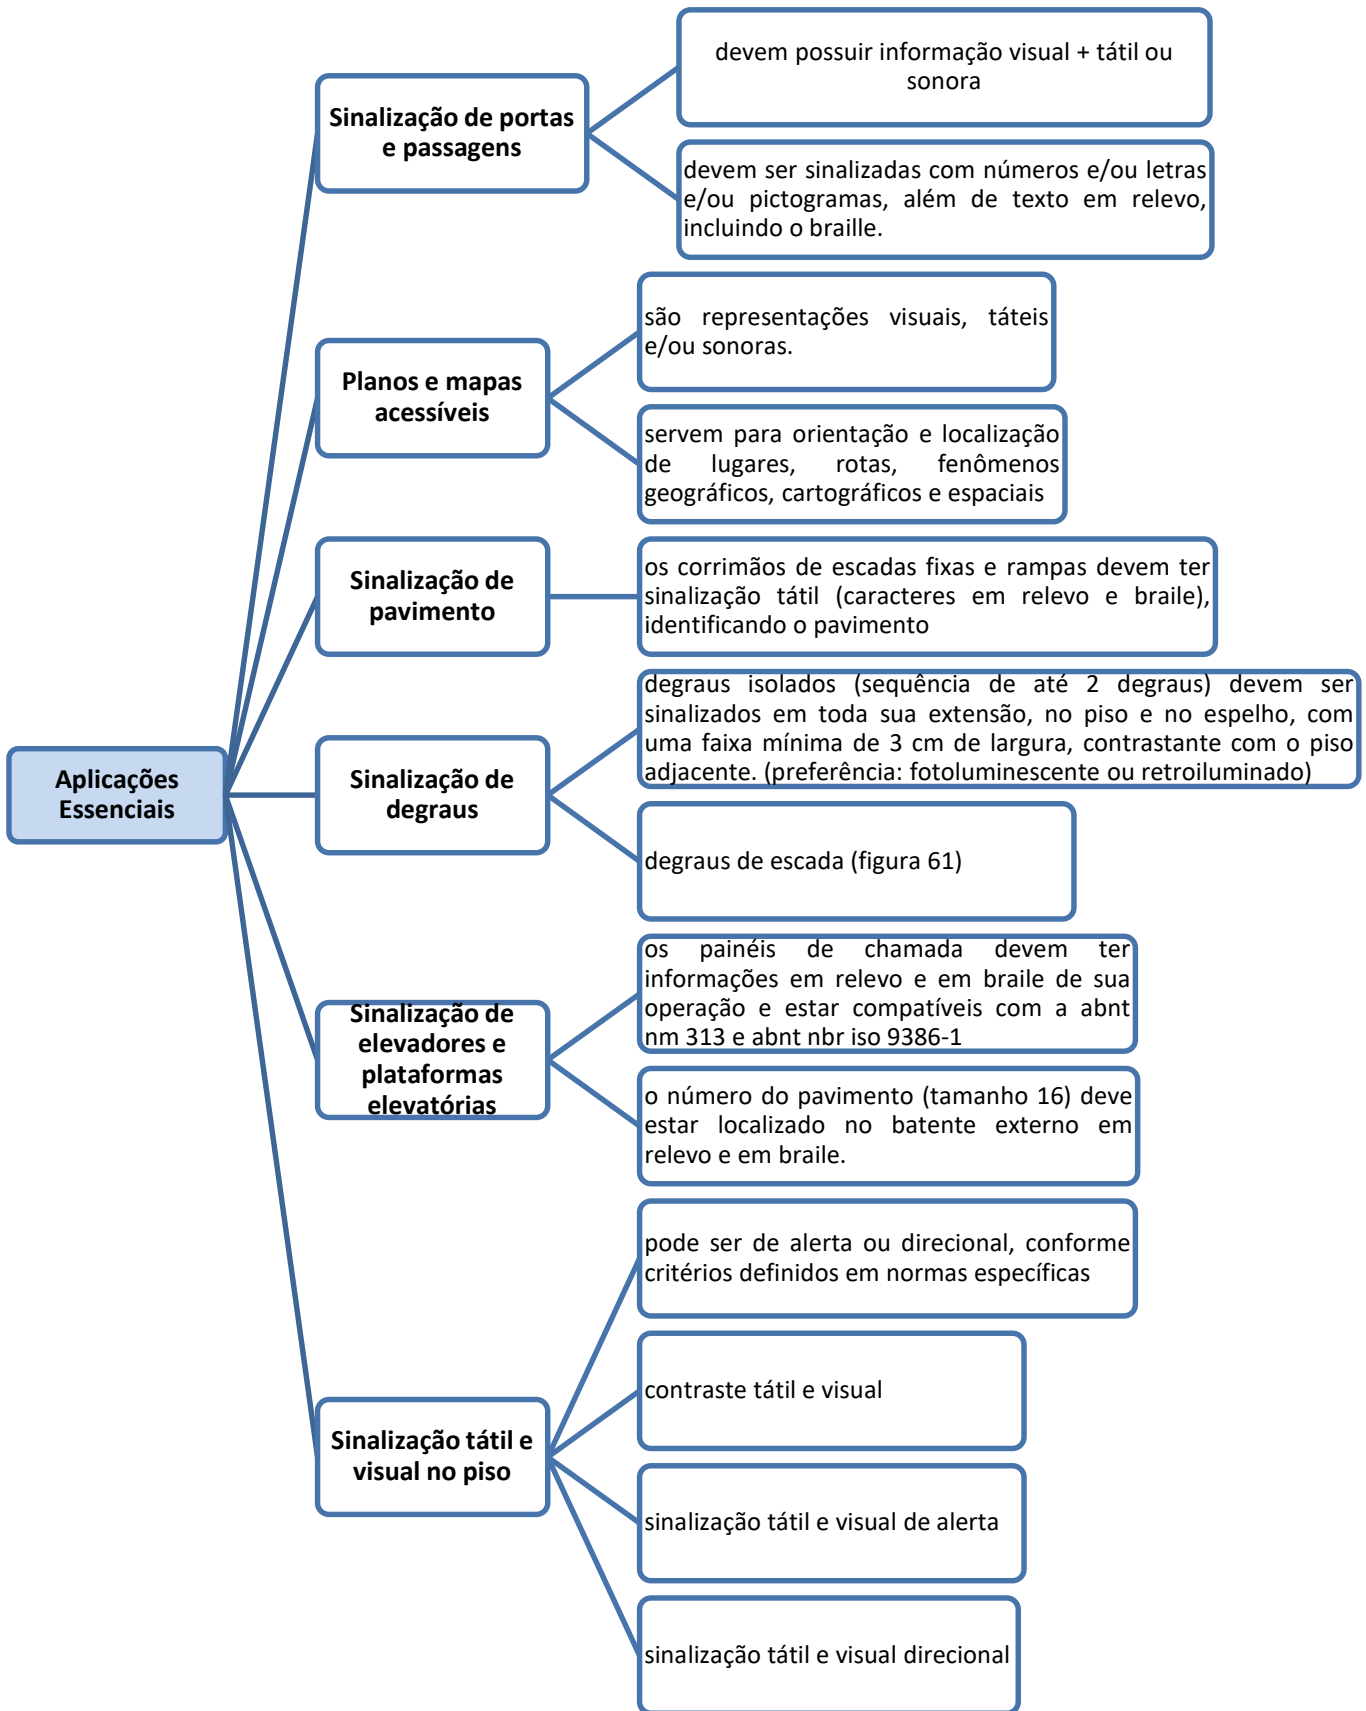 devem possuir informação visual + tátil ou
sonora
Sinalização de portas
e passagens
devem ser sinalizadas com números e/ou letras
e/ou pictogramas, além de texto em relevo,
incluindo o braille.
são representações visuais, táteis
e/ou sonoras.
Planos e mapas
acessíveis
servem para orientação e localização
de lugares, rotas, fenômenos
geográficos, cartográficos e espaciais
Sinalização de
pavimento
os corrimãos de escadas fixas e rampas devem ter
sinalização tátil (caracteres em relevo e braile),
identificando o pavimento
degraus isolados (sequência de até 2 degraus) devem ser
sinalizados em toda sua extensão, no piso e no espelho, com
uma faixa mínima de 3 cm de largura, contrastante com o piso
adjacente. (preferência: fotoluminescente ou retroiluminado)
Aplicações
Essenciais
Sinalização de
degraus
degraus de escada (figura 61)
os painéis de chamada devem ter
informações em relevo e em braile de sua
operação e estar compatíveis com a abnt
nm 313 e abnt nbr iso 9386-1
Sinalização de
elevadores e
plataformas
elevatórias
o número do pavimento (tamanho 16) deve
estar localizado no batente externo em
relevo e em braile.
pode ser de alerta ou direcional, conforme
critérios definidos em normas específicas
contraste tátil e visual
Sinalização tátil e
visual no piso
sinalização tátil e visual de alerta
sinalização tátil e visual direcional